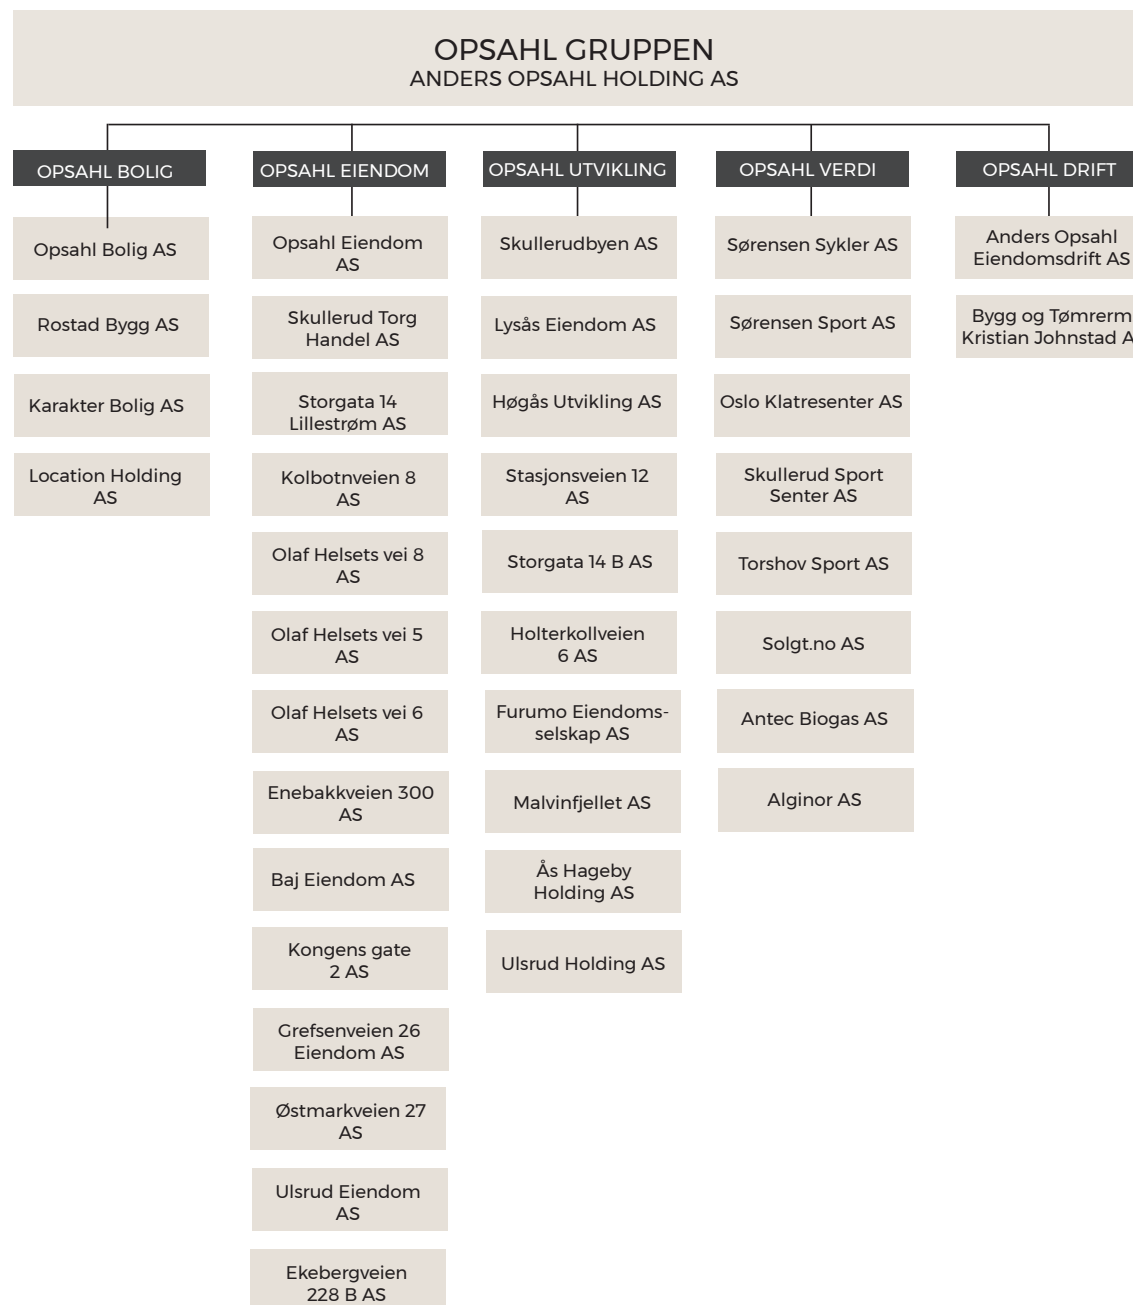 OPSAHL GRUPPEN
ANDERS OPSAHL HOLDING AS
OPSAHL BOLIG
Opsahl Bolig AS
Rostad Bygg AS
Karakter Bolig AS
Location Holding
AS
OPSAHL EIENDOM
Opsahl Eiendom
AS
Skullerud Torg
Handel AS
Storgata 14
Lillestrøm AS
Kolbotnveien 8
AS
Olaf Helsets vei 8
AS
Olaf Helsets vei 5
AS
Olaf Helsets vei 6
AS
Enebakkveien 300
AS
Baj Eiendom AS
Kongens gate
2 AS
Grefsenveien 26
Eiendom AS
Østmarkveien 27
AS
Ulsrud Eiendom
AS
Ekebergveien
228 B AS
OPSAHL UTVIKLING
Skullerudbyen AS
Lysås Eiendom AS
Høgås Utvikling AS
Stasjonsveien 12
AS
Storgata 14 B AS
Holterkollveien
6 AS
Furumo Eiendoms-
selskap AS
Malvinfjellet AS
Ås Hageby
Holding AS
Ulsrud Holding AS
OPSAHL VERDI
Sørensen Sykler AS
Sørensen Sport AS
Oslo Klatresenter AS
Skullerud Sport
Senter AS
Torshov Sport AS
Solgt.no AS
Antec Biogas AS
Alginor AS
OPSAHL DRIFT
Anders Opsahl
Eiendomsdrift AS
Bygg og Tømrerm
Kristian Johnstad